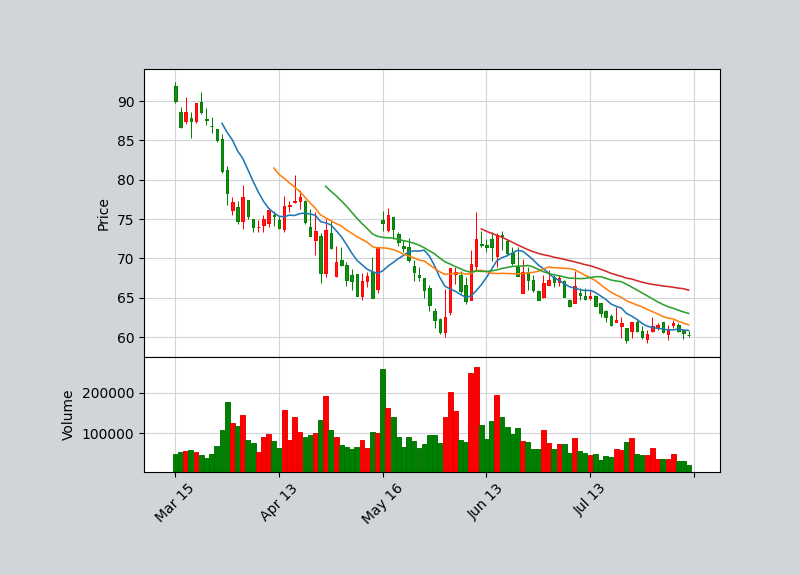 Price
90
85
80
75
70
65
60
Volume
200000
100000
Mar 15
Apr 13
May 16
Jun 13
Jul 13